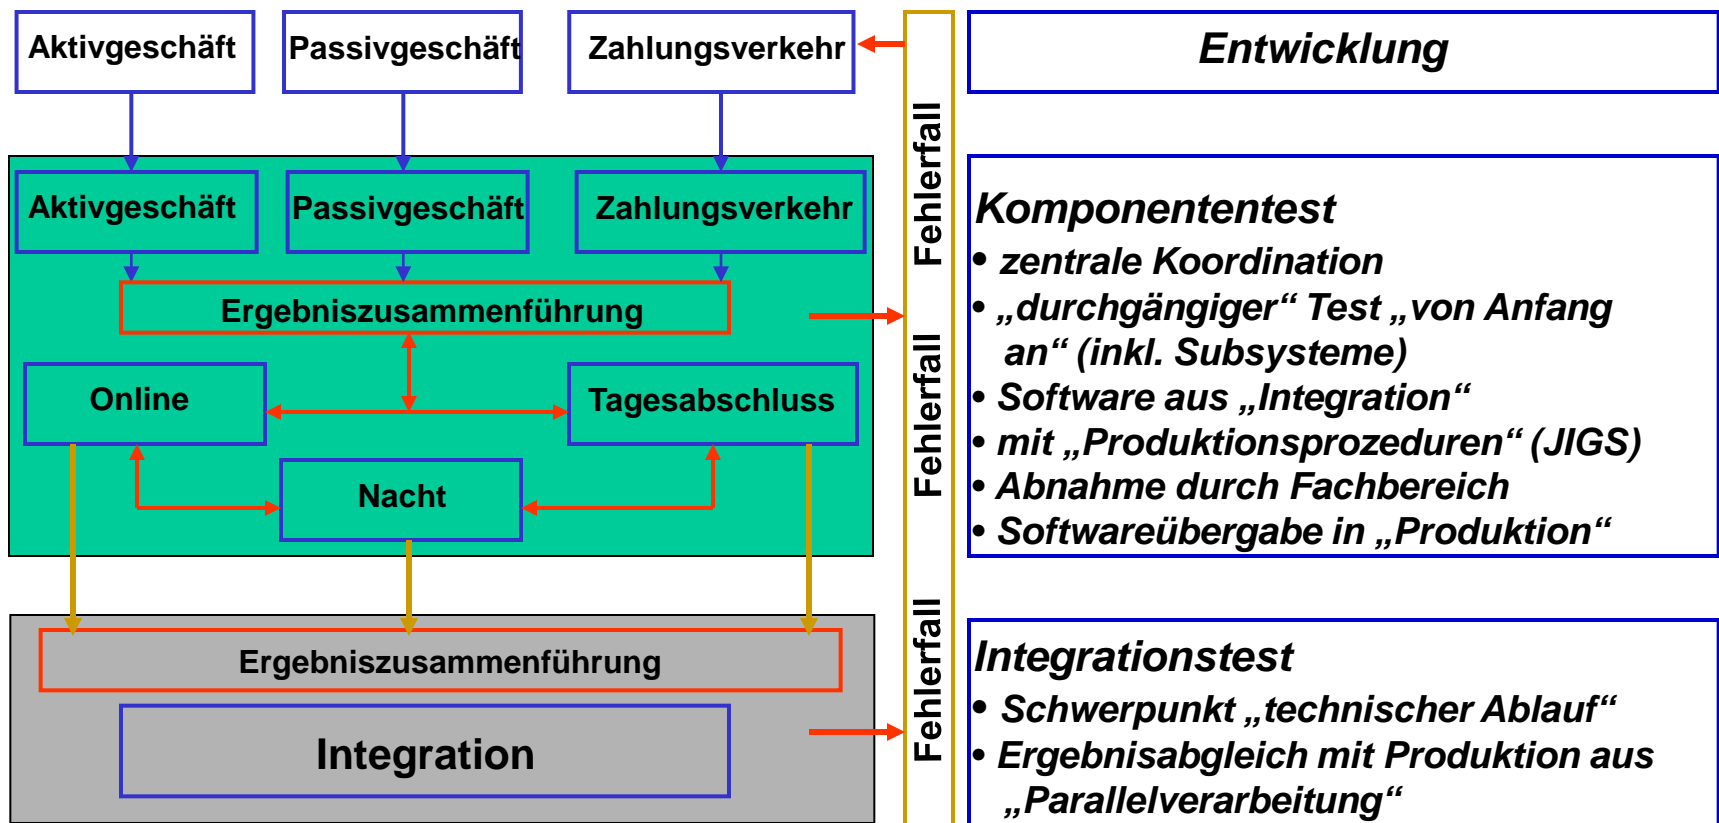 Aktivgeschäft
Passivgeschäft
Zahlungsverkehr
Aktivgeschäft
Passivgeschäft
Zahlungsverkehr
Ergebniszusammenführung
Online
Tagesabschluss
Nacht
Ergebniszusammenführung
Integration
Fehlerfall
Fehlerfall
Fehlerfall
Entwicklung
Komponententest
• zentrale Koordination
• „durchgängiger“ Test „von Anfang
an“ (inkl. Subsysteme)
• Software aus „Integration“
• mit „Produktionsprozeduren“ (JIGS)
• Abnahme durch Fachbereich
• Softwareübergabe in „Produktion“
Integrationstest
• Schwerpunkt „technischer Ablauf“
• Ergebnisabgleich mit Produktion aus
„Parallelverarbeitung“